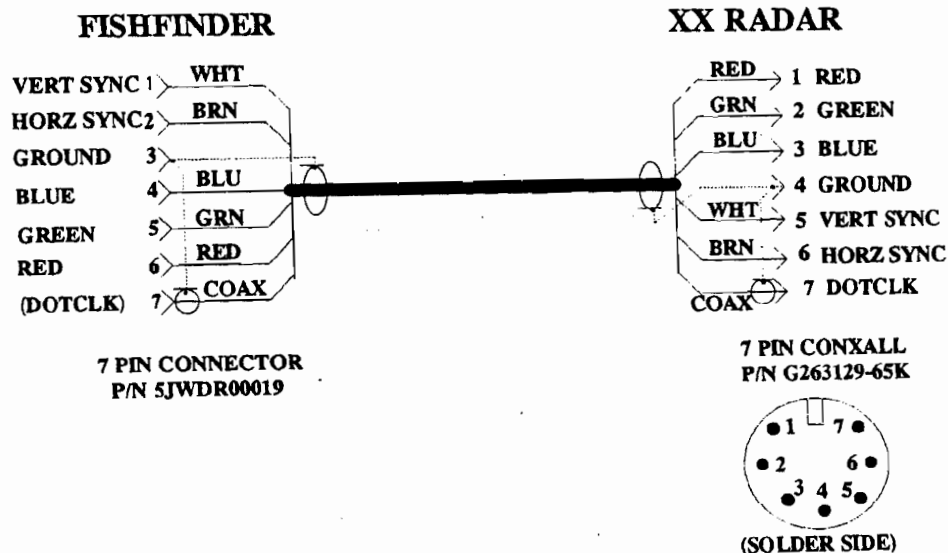 FISHFINDER
VERT SYNC 1 WHT
HORZ SYNC 2 BRN
GROUND 3
BLUE 4 BLU
GREEN 5 GRN
RED 6 RED
(DOTCLK) 7 COAX
7 PIN CONNECTOR
P/N 5JWDR00019
XX RADAR
RED 1 RED
GRN 2 GREEN
BLU 3 BLUE
4 GROUND
WHT 5 VERT SYNC
BRN 6 HORZ SYNC
COAX 7 DOTCLK
7 PIN CONXALL
P/N G263129-65K
1 7
2 6
3 4 5
(SOLDER SIDE)